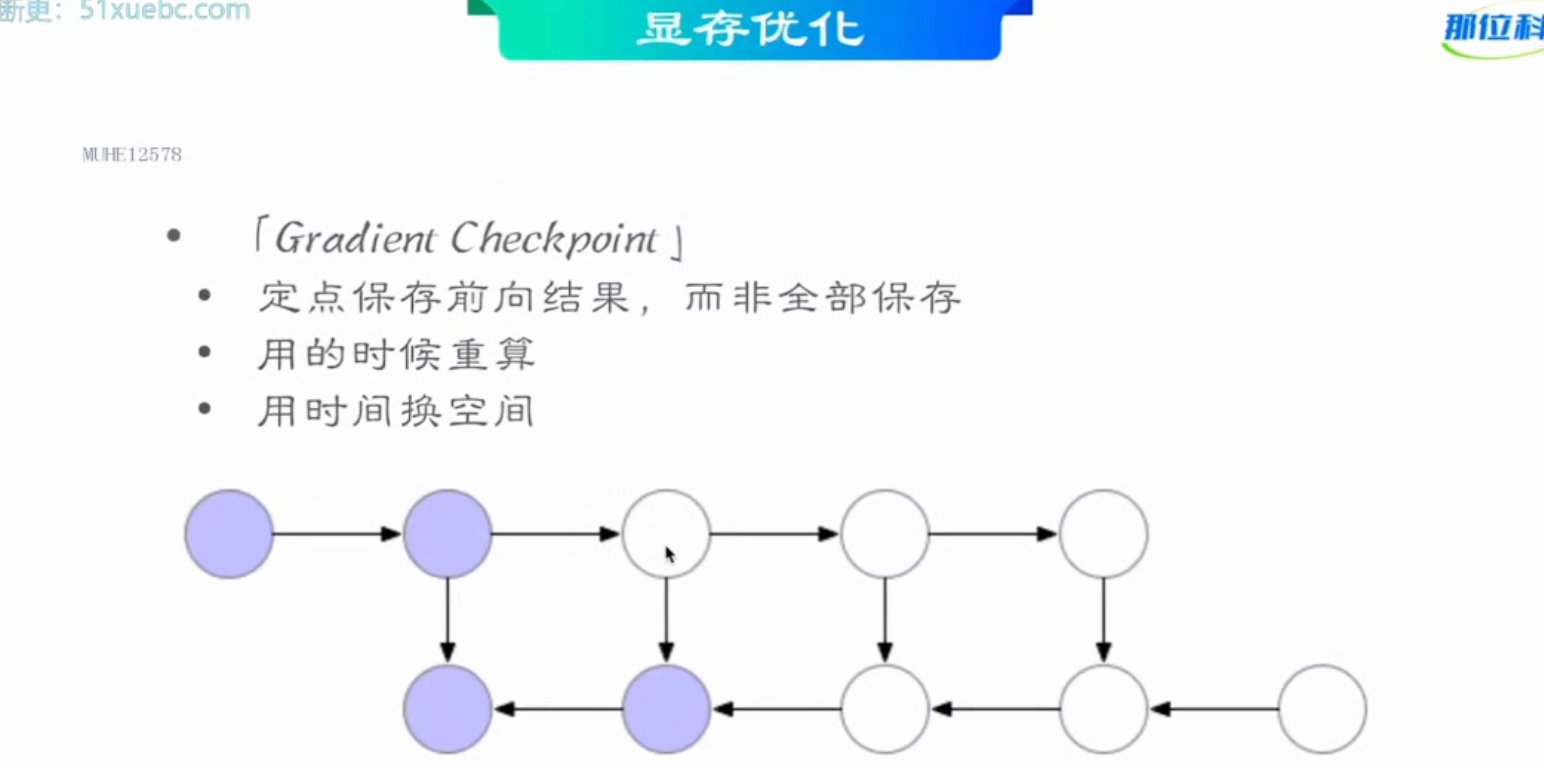 断更：51xuebc.com
显存优化
那位科
MUHE12578
「Gradient Checkpoint」
定点保存前向结果，而非全部保存
用的时候重算
用时间换空间